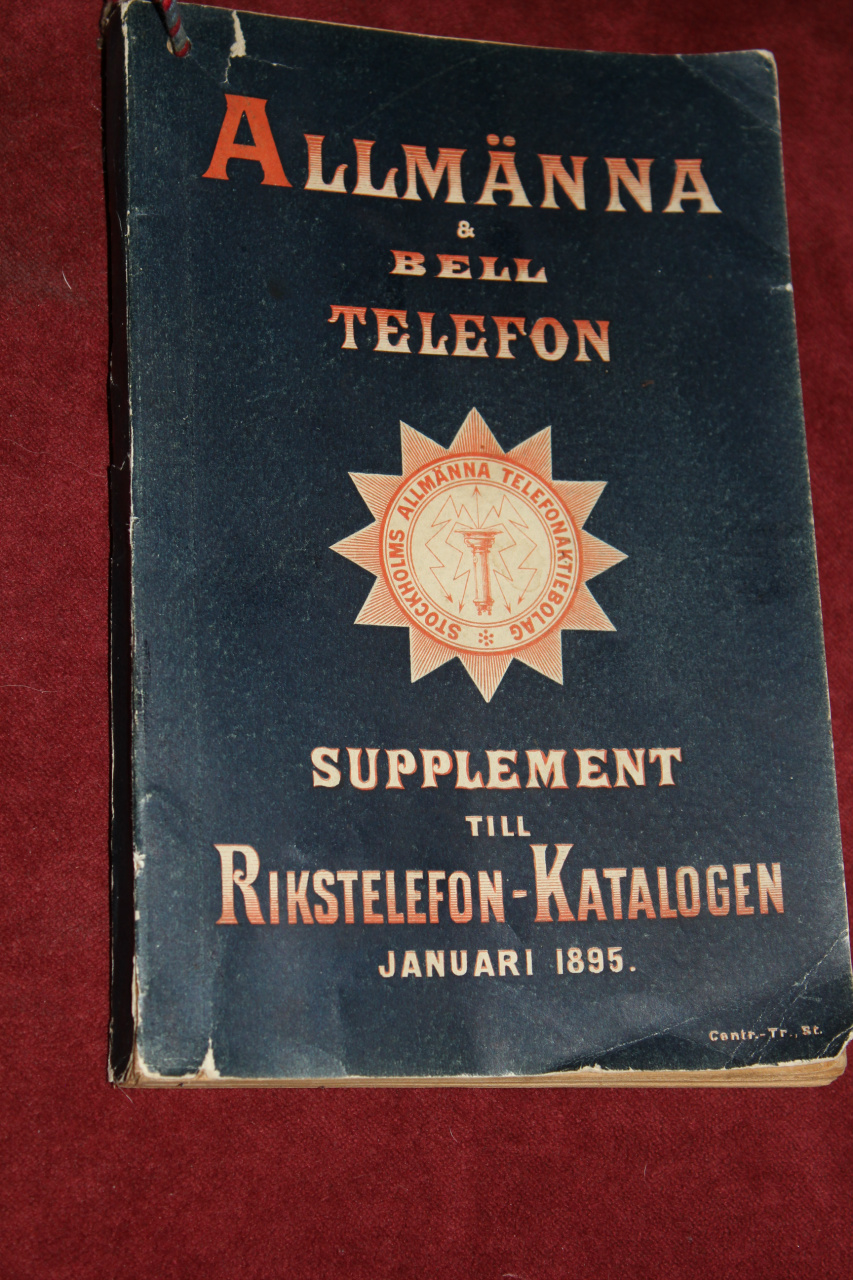 ALLMÄNNA
&
BELL
TELEFON
STOCKHOLMS ALLMÄNNA TELEFONAKTIEBOLAG
SUPPLEMENT
TILL
RIKSTELEFON-KATALOGEN
JANUARI 1895.
Centr.-Tr., St.